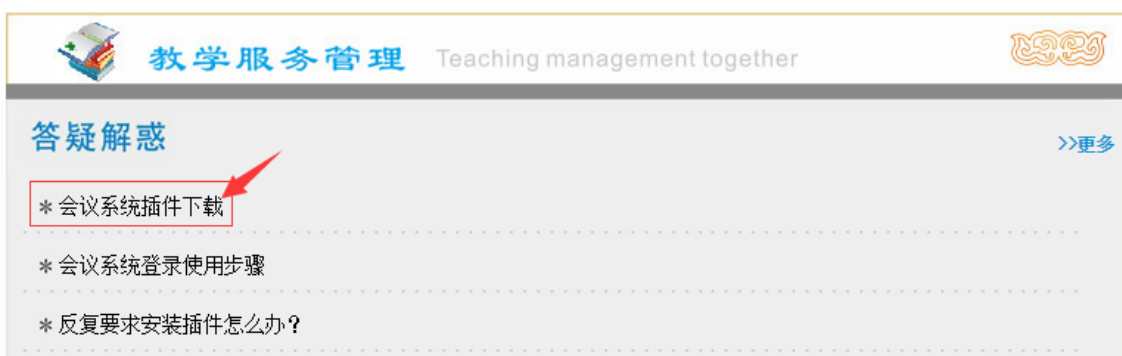 教学服务管理 Teaching management together
答疑解惑
>>更多
*会议系统插件下载
*会议系统登录使用步骤
*反复要求安装插件怎么办？